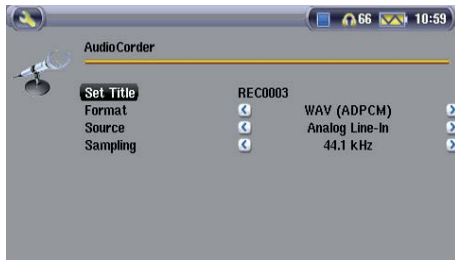 66 10:59
AudioCorder
Set Title REC0003
Format WAV (ADPCM)
Source Analog Line-In
Sampling 44.1 kHz